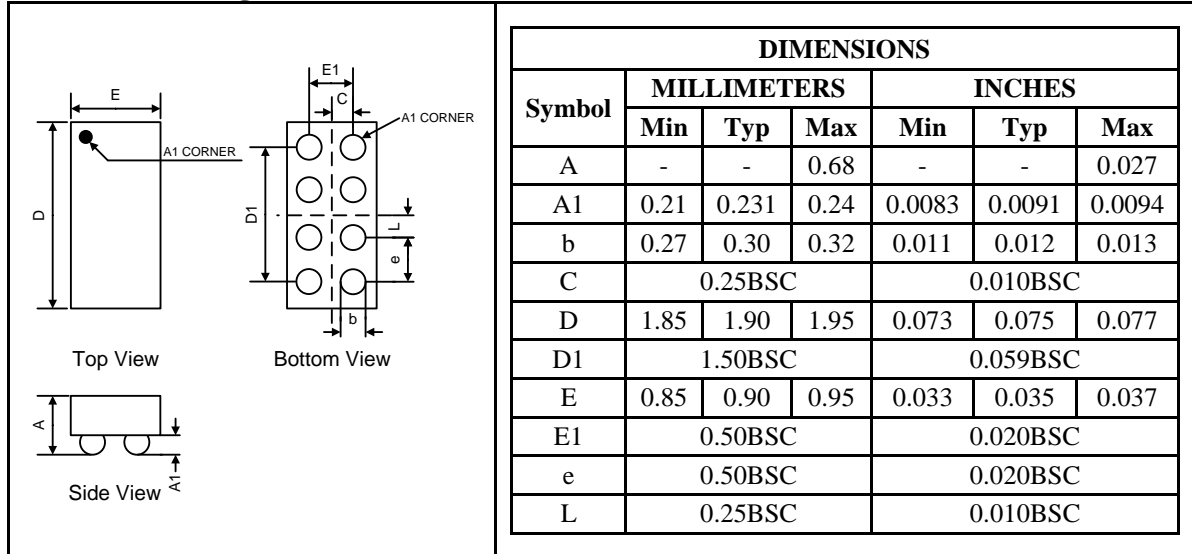 E
A1 CORNER
D
Top View
A
A1
Side View
E1
C
A1 CORNER
D1
L
e
b
Bottom View
DIMENSIONS
Symbol MILLIMETERS INCHES
Min Typ Max Min Typ Max
A - - 0.68 - - 0.027
A1 0.21 0.231 0.24 0.0083 0.0091 0.0094
b 0.27 0.30 0.32 0.011 0.012 0.013
C 0.25BSC 0.010BSC
D 1.85 1.90 1.95 0.073 0.075 0.077
D1 1.50BSC 0.059BSC
E 0.85 0.90 0.95 0.033 0.035 0.037
E1 0.50BSC 0.020BSC
e 0.50BSC 0.020BSC
L 0.25BSC 0.010BSC